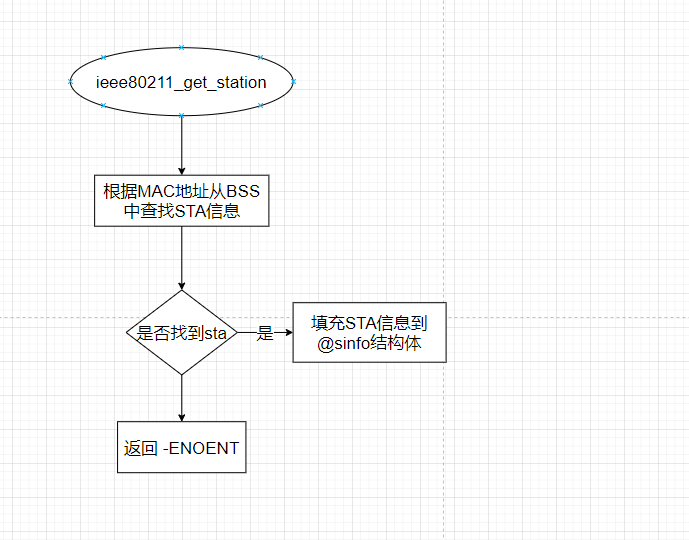 ieee80211_get_station
根据MAC地址从BSS
中查找STA信息
是否找到sta
是
填充STA信息到
@sinfo结构体
返回 -ENOENT